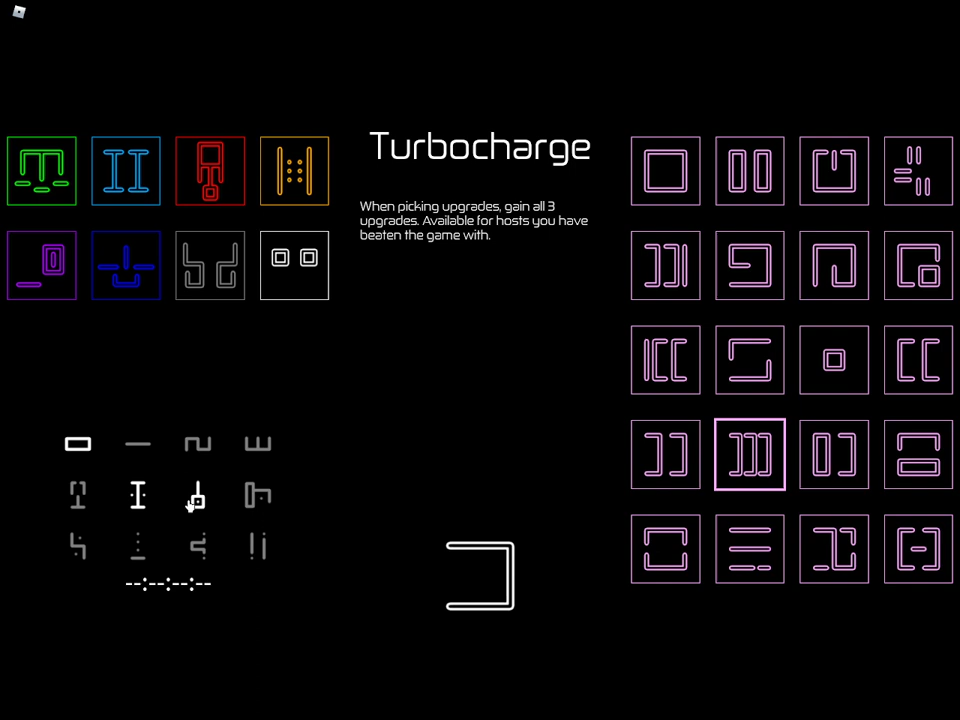 Turbocharge
When picking upgrades, gain all 3
upgrades. Available for hosts you have
beaten the game with.
--:--:--:--